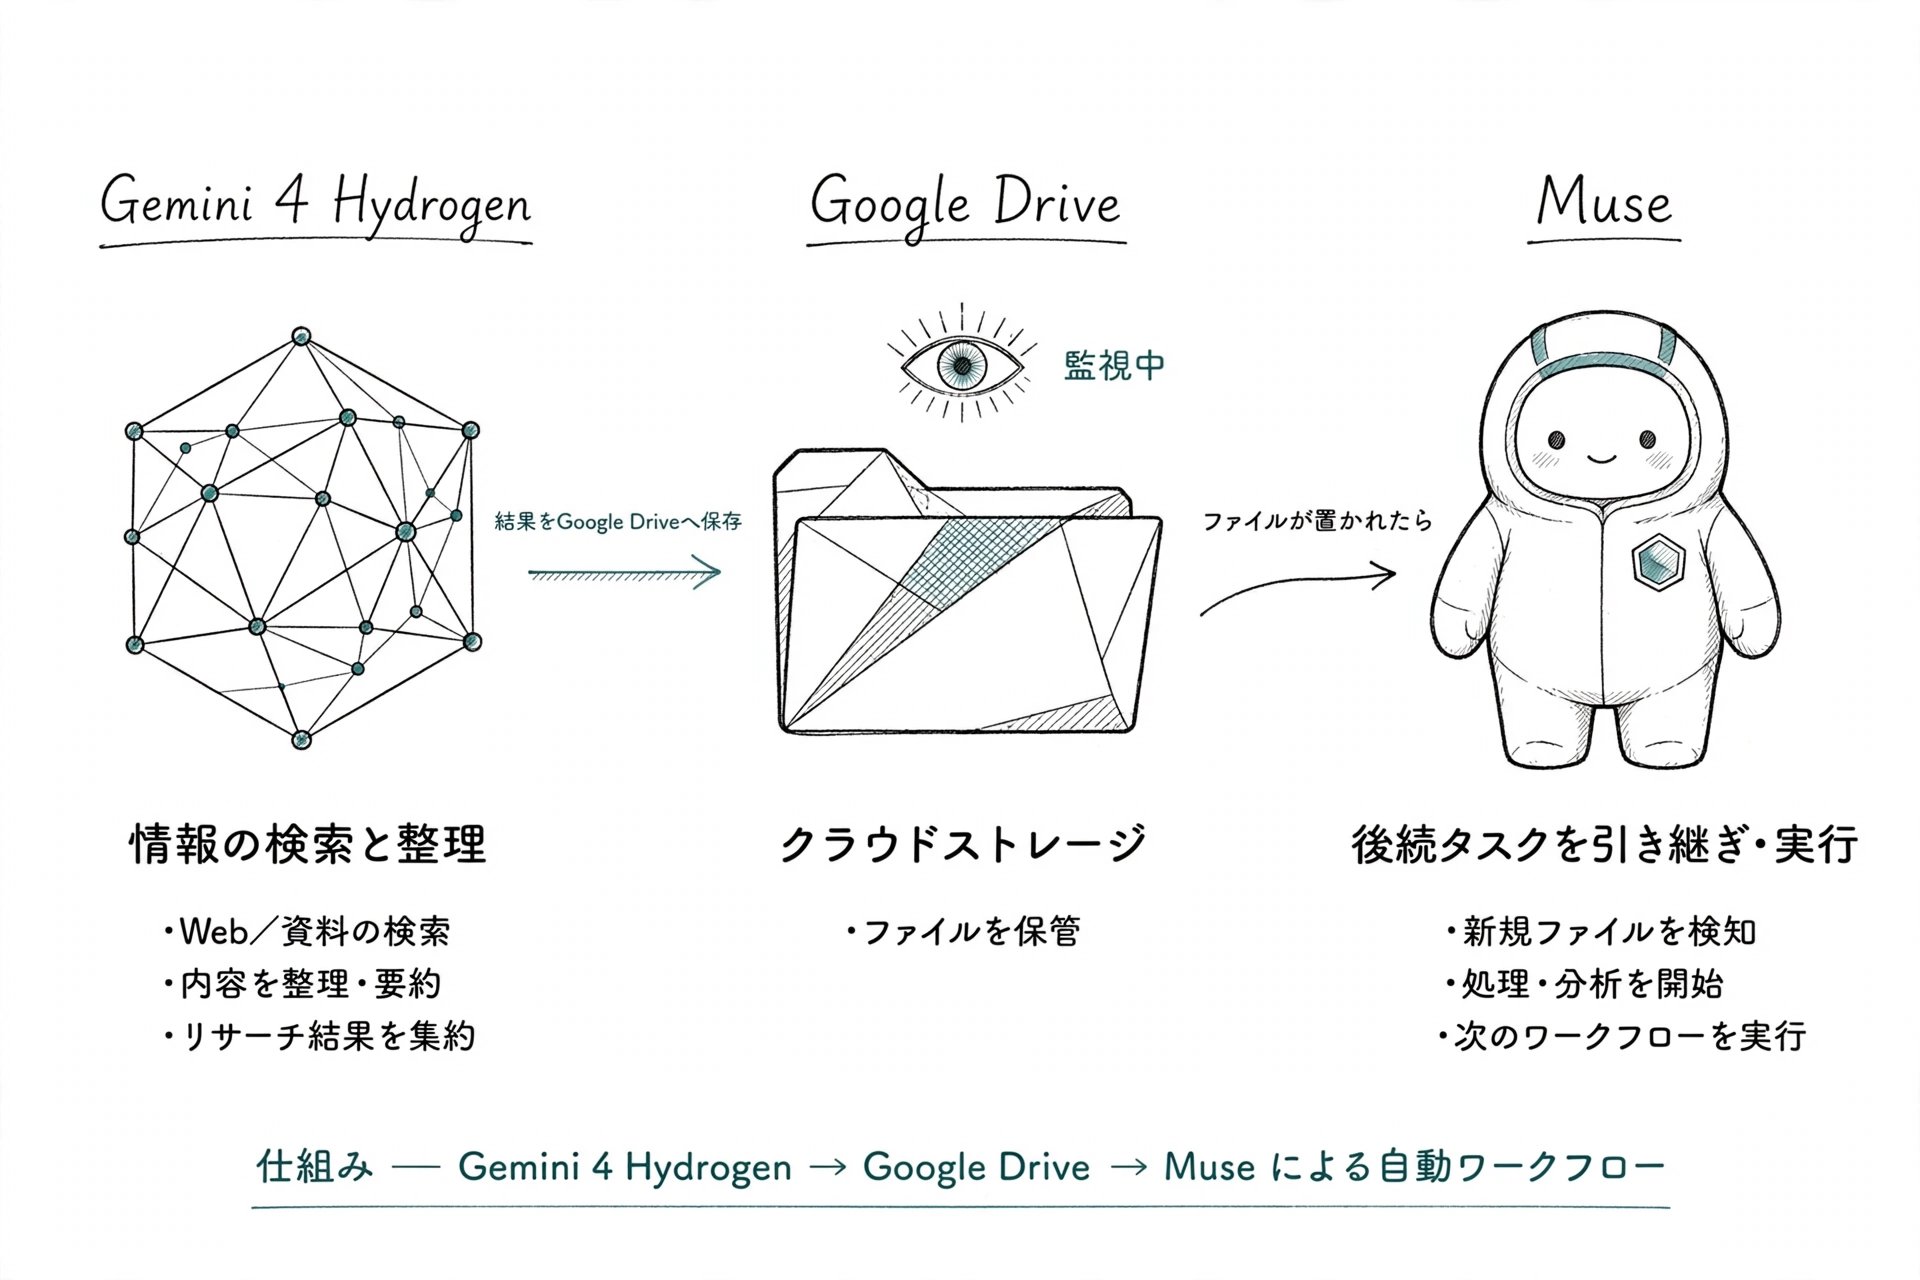 Gemini 4 Hydrogen
Google Drive
Muse
監視中
結果をGoogle Driveへ保存
ファイルが置かれたら
情報の検索と整理
・Web／資料の検索
・内容を整理・要約
・リサーチ結果を集約
クラウドストレージ
・ファイルを保管
後続タスクを引き継ぎ・実行
・新規ファイルを検知
・処理・分析を開始
・次のワークフローを実行
仕組み — Gemini 4 Hydrogen → Google Drive → Muse による自動ワークフロー